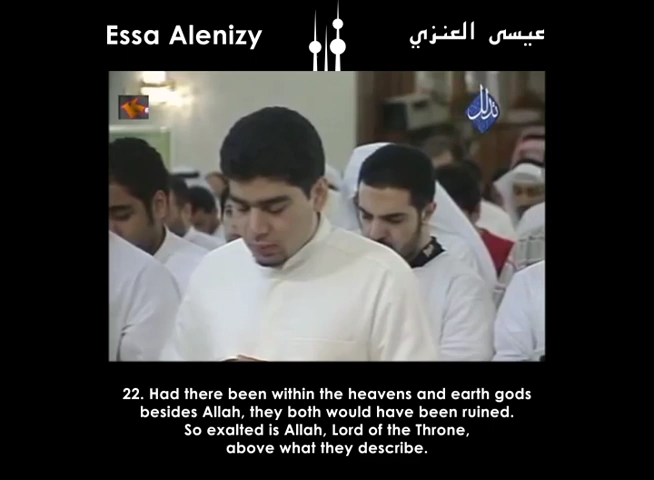 Essa Alenizy
عيسى العنزي
22. Had there been within the heavens and earth gods
besides Allah, they both would have been ruined.
So exalted is Allah, Lord of the Throne,
above what they describe.